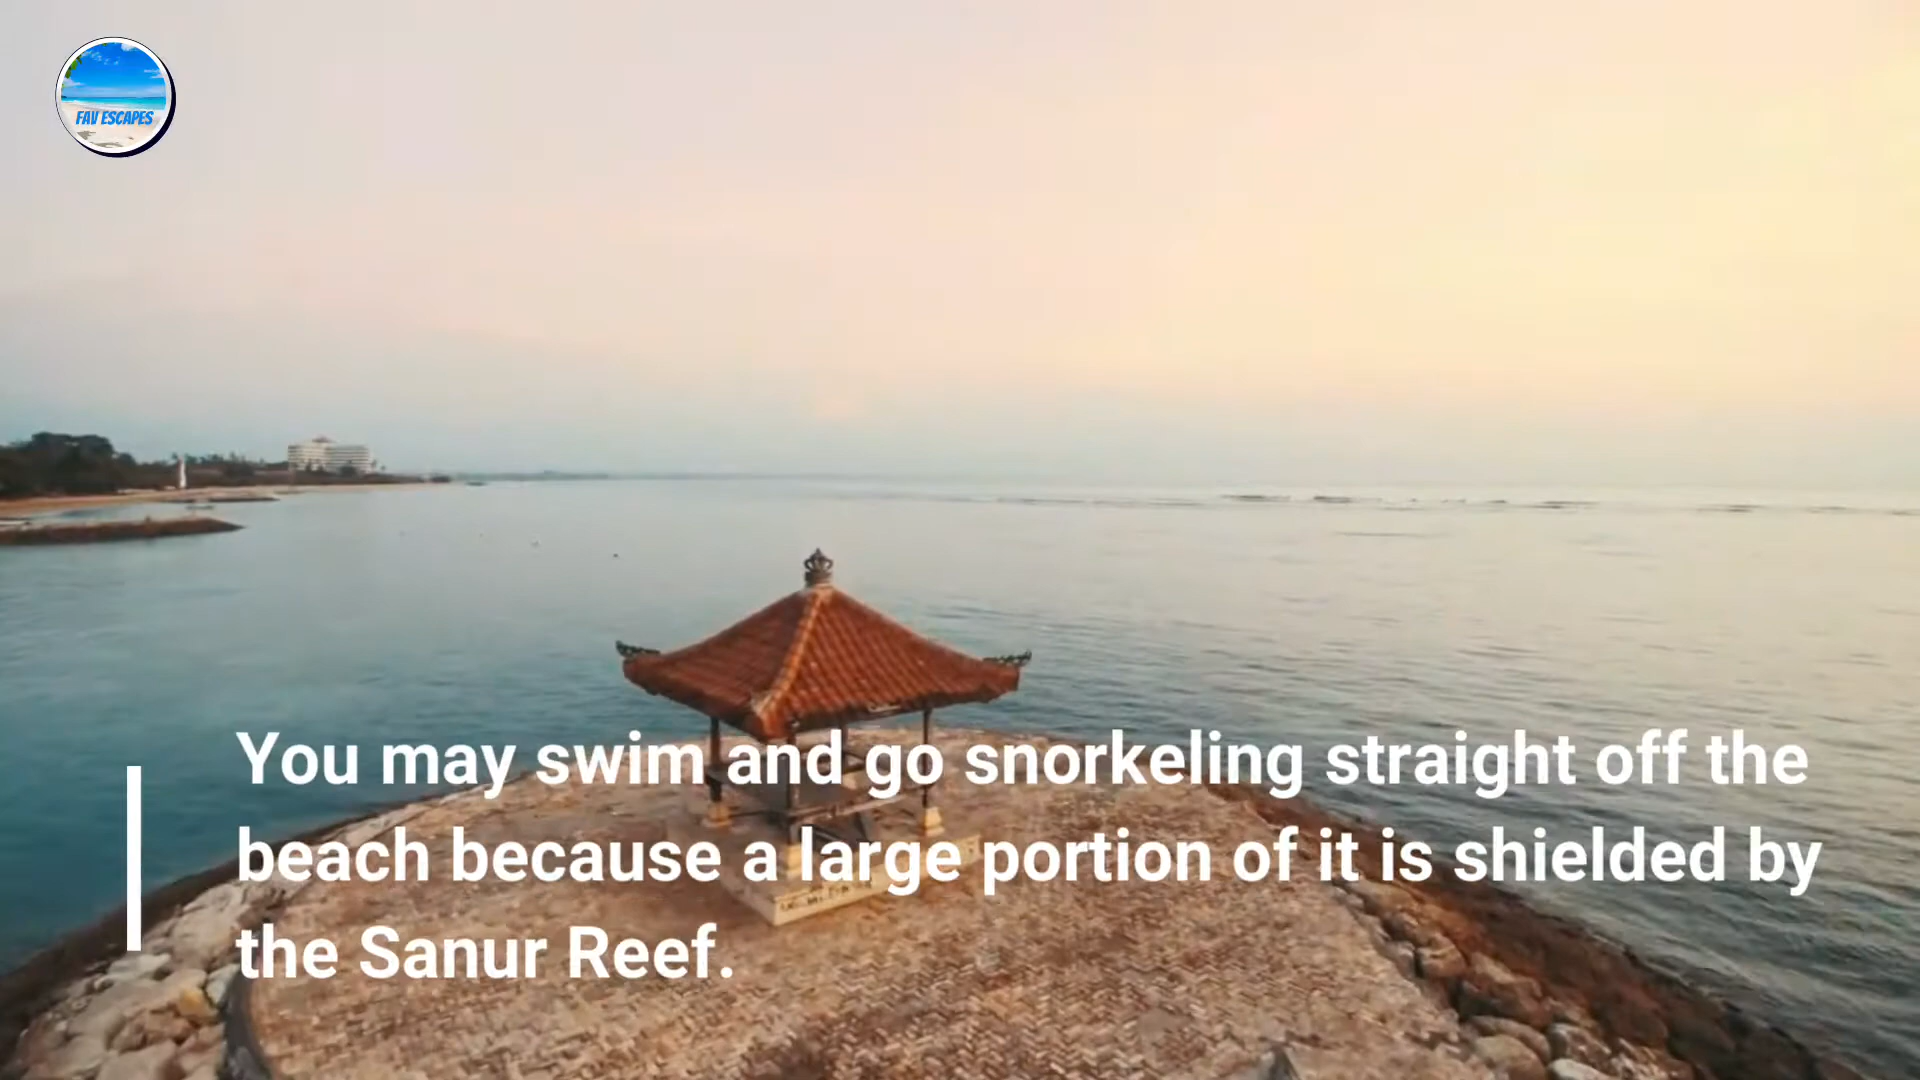 FAV ESCAPES
You may swim and go snorkeling straight off the
beach because a large portion of it is shielded by
the Sanur Reef.